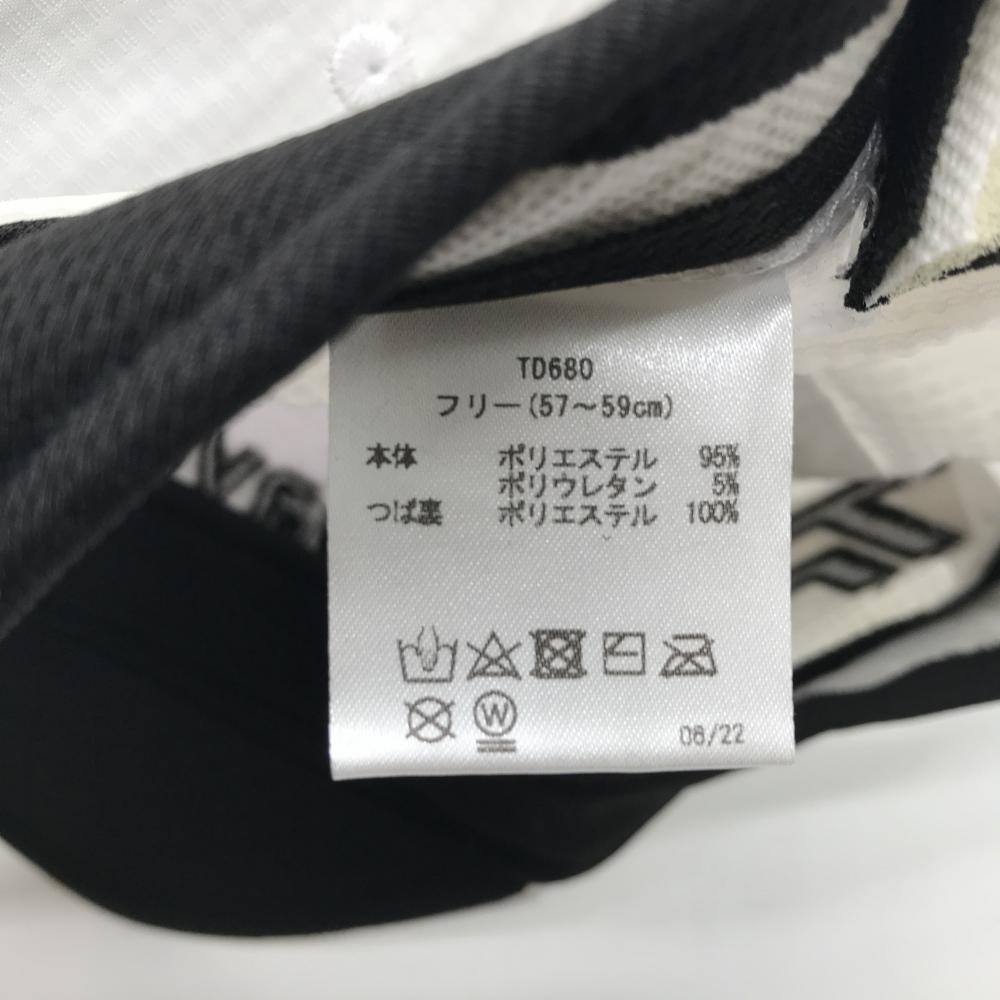 TD680
フリー(57～59cm)
本体 ポリエステル 95%
ポリウレタン 5%
つば裏 ポリエステル 100%
W
06/22